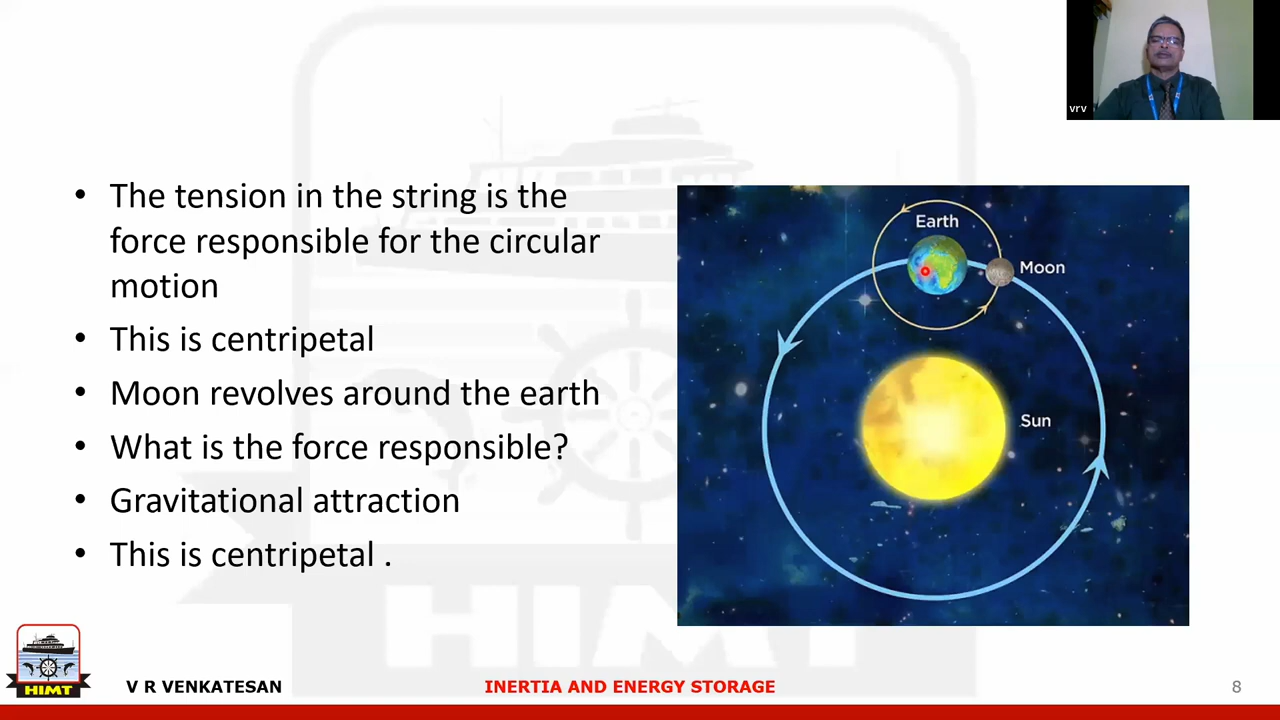 vrv
• The tension in the string is the
force responsible for the circular
motion
• This is centripetal
• Moon revolves around the earth
• What is the force responsible?
• Gravitational attraction
• This is centripetal .
Earth
Moon
Sun
HIMT
HIMT
V R VENKATESAN
INERTIA AND ENERGY STORAGE
8